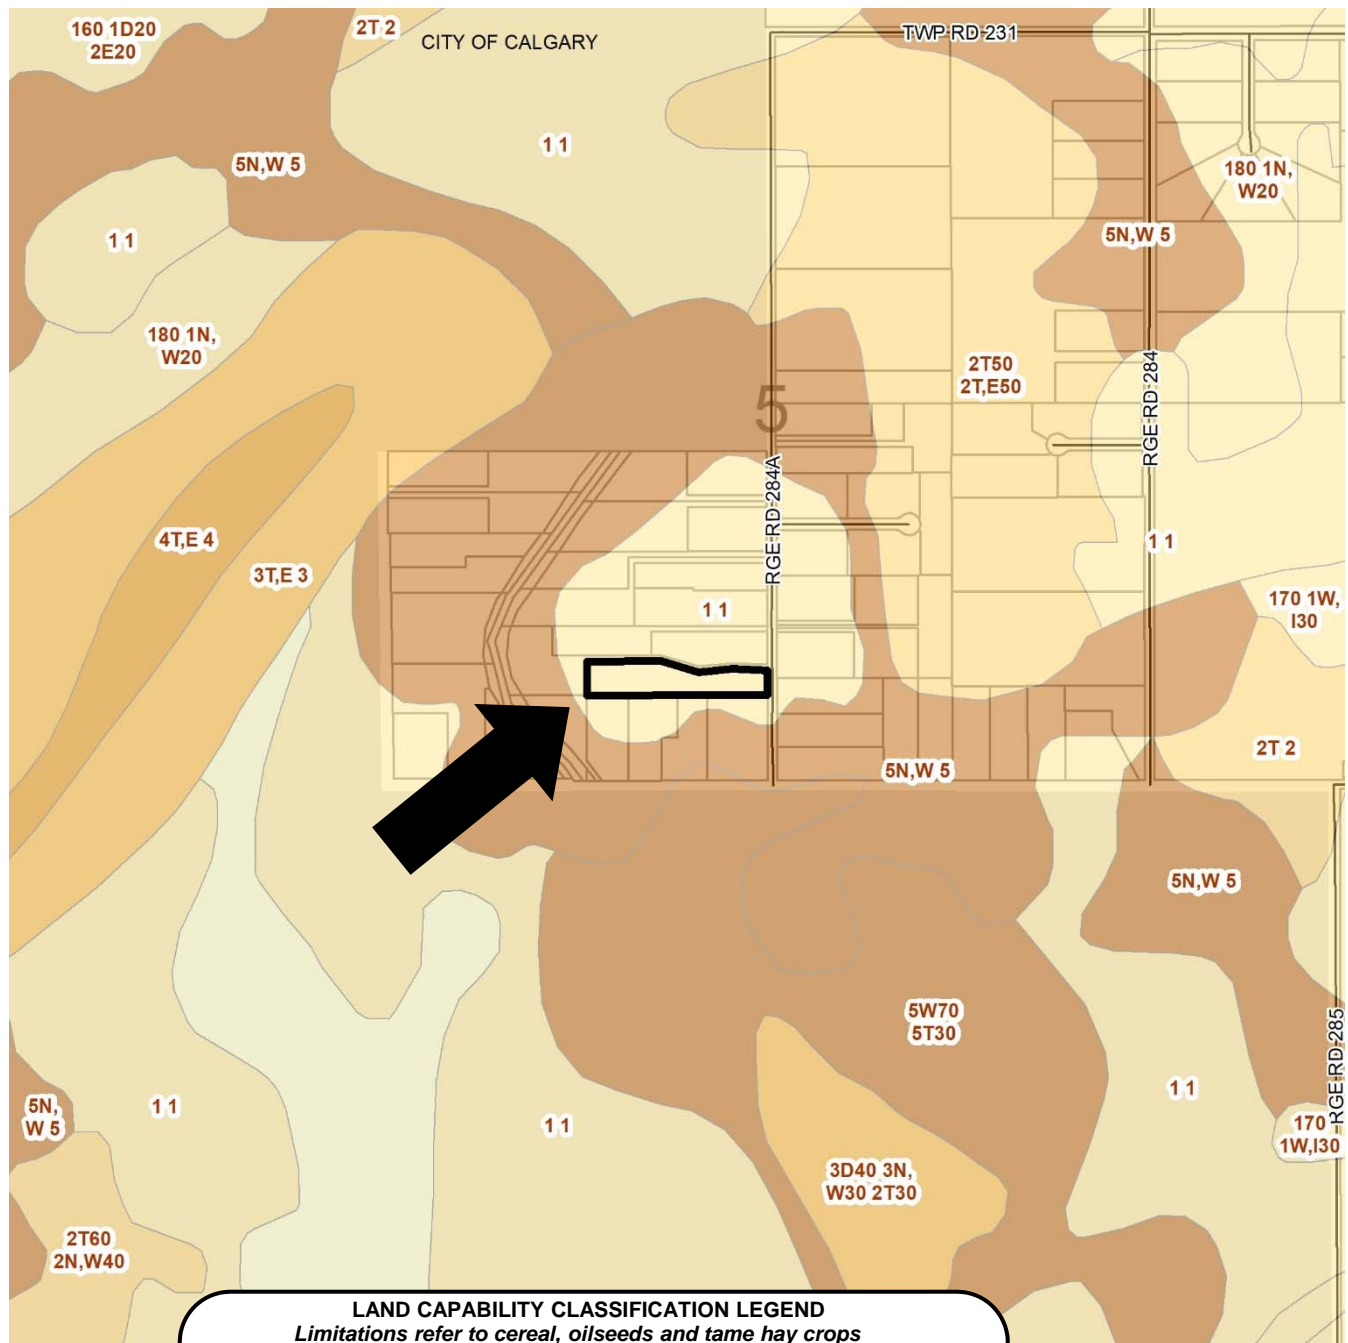 160 1D20
2E20
2T 2
CITY OF CALGARY
TWP RD 231
1 1
5N,W 5
180 1N,
W20
1 1
5N,W 5
180 1N,
W20
2T50
2T,E50
RGE RD 284
5
RGE RD 284A
4T,E 4
3T,E 3
1 1
1 1
170 1W,
I30
2T 2
5N,W 5
5N,W 5
5W70
5T30
RGE RD 285
1 1
5N,
W 5
1 1
1 1
170
1W,I30
3D40 3N,
W30 2T30
2T60
2N,W40
LAND CAPABILITY CLASSIFICATION LEGEND
Limitations refer to cereal, oilseeds and tame hay crops